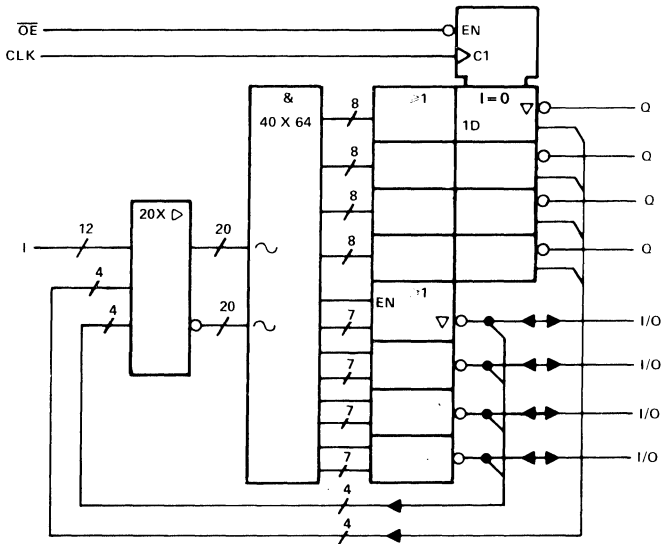 OE EN
CLK C1
& ≥1 I=0
40 X 64 8 1D Q
8 Q
8 Q
20X 8 Q
I 12 20
4
4 20
EN ≥1
7 I/O
7 I/O
7 I/O
7 I/O
4
4